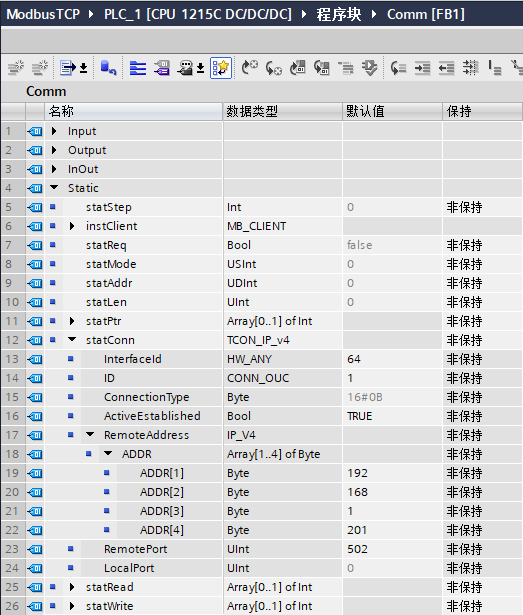 ModbusTCP PLC_1 [CPU 1215C DC/DC/DC] 程序块 Comm [FB1]
Comm
名称 数据类型 默认值 保持
1 Input
2 Output
3 InOut
4 Static
5 statStep Int 0 非保持
6 instClient MB_CLIENT
7 statReq Bool false 非保持
8 statMode USInt 0 非保持
9 statAddr UDInt 0 非保持
10 statLen UInt 0 非保持
11 statPtr Array[0..1] of Int 非保持
12 statConn TCON_IP_v4 非保持
13 InterfaceId HW_ANY 64 非保持
14 ID CONN_OUC 1 非保持
15 ConnectionType Byte 16#0B 非保持
16 ActiveEstablished Bool TRUE 非保持
17 RemoteAddress IP_V4 非保持
18 ADDR Array[1..4] of Byte 非保持
19 ADDR[1] Byte 192 非保持
20 ADDR[2] Byte 168 非保持
21 ADDR[3] Byte 1 非保持
22 ADDR[4] Byte 201 非保持
23 RemotePort UInt 502 非保持
24 LocalPort UInt 0 非保持
25 statRead Array[0..1] of Int 非保持
26 statWrite Array[0..1] of Int 非保持